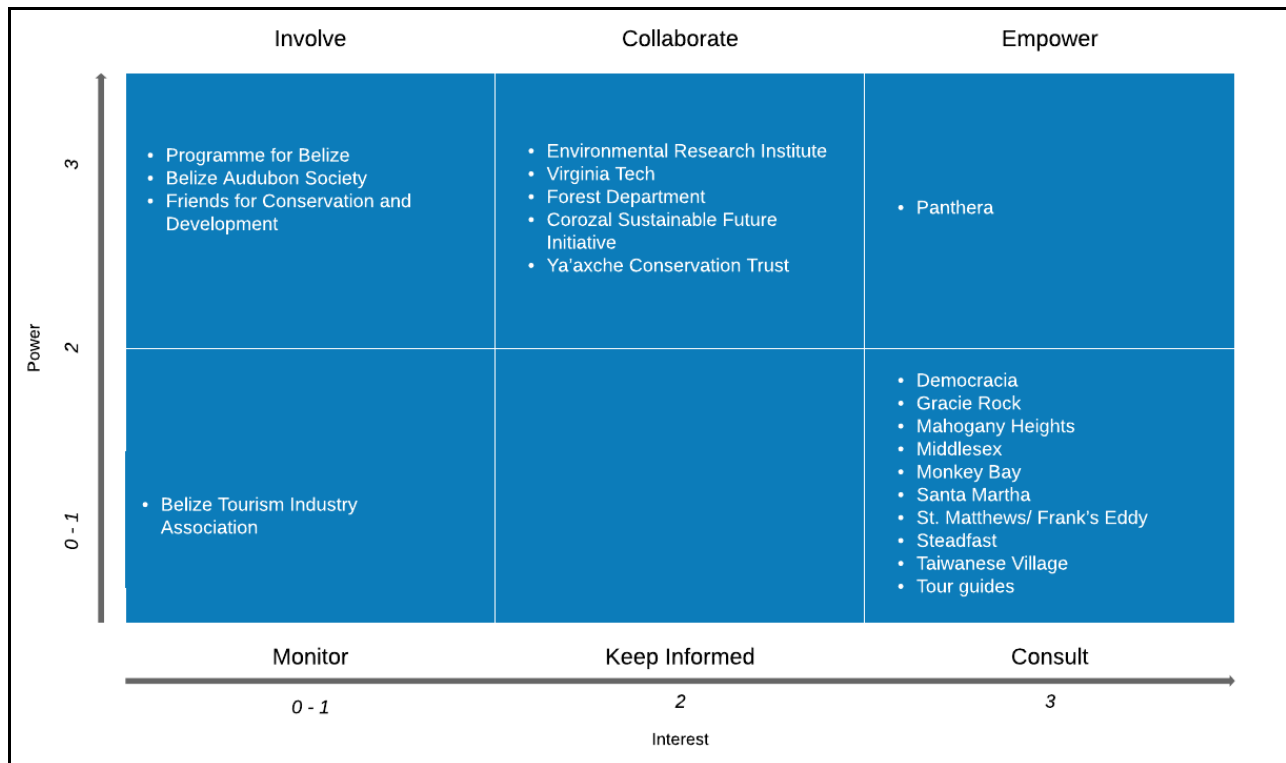 Involve
Collaborate
Empower
3
• Programme for Belize
• Belize Audubon Society
• Friends for Conservation and
Development
• Environmental Research Institute
• Virginia Tech
• Forest Department
• Corozal Sustainable Future
Initiative
• Ya'axche Conservation Trust
• Panthera
Power
2
0 - 1
• Belize Tourism Industry
Association
• Democracia
• Gracie Rock
• Mahogany Heights
• Middlesex
• Monkey Bay
• Santa Martha
• St. Matthews/ Frank's Eddy
• Steadfast
• Taiwanese Village
• Tour guides
Monitor
Keep Informed
Consult
0 - 1
2
3
Interest